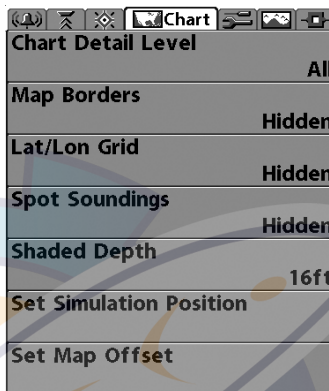 Chart
Chart Detail Level
All
Map Borders
Hidden
Lat/Lon Grid
Hidden
Spot Soundings
Hidden
Shaded Depth
16ft
Set Simulation Position
Set Map Offset